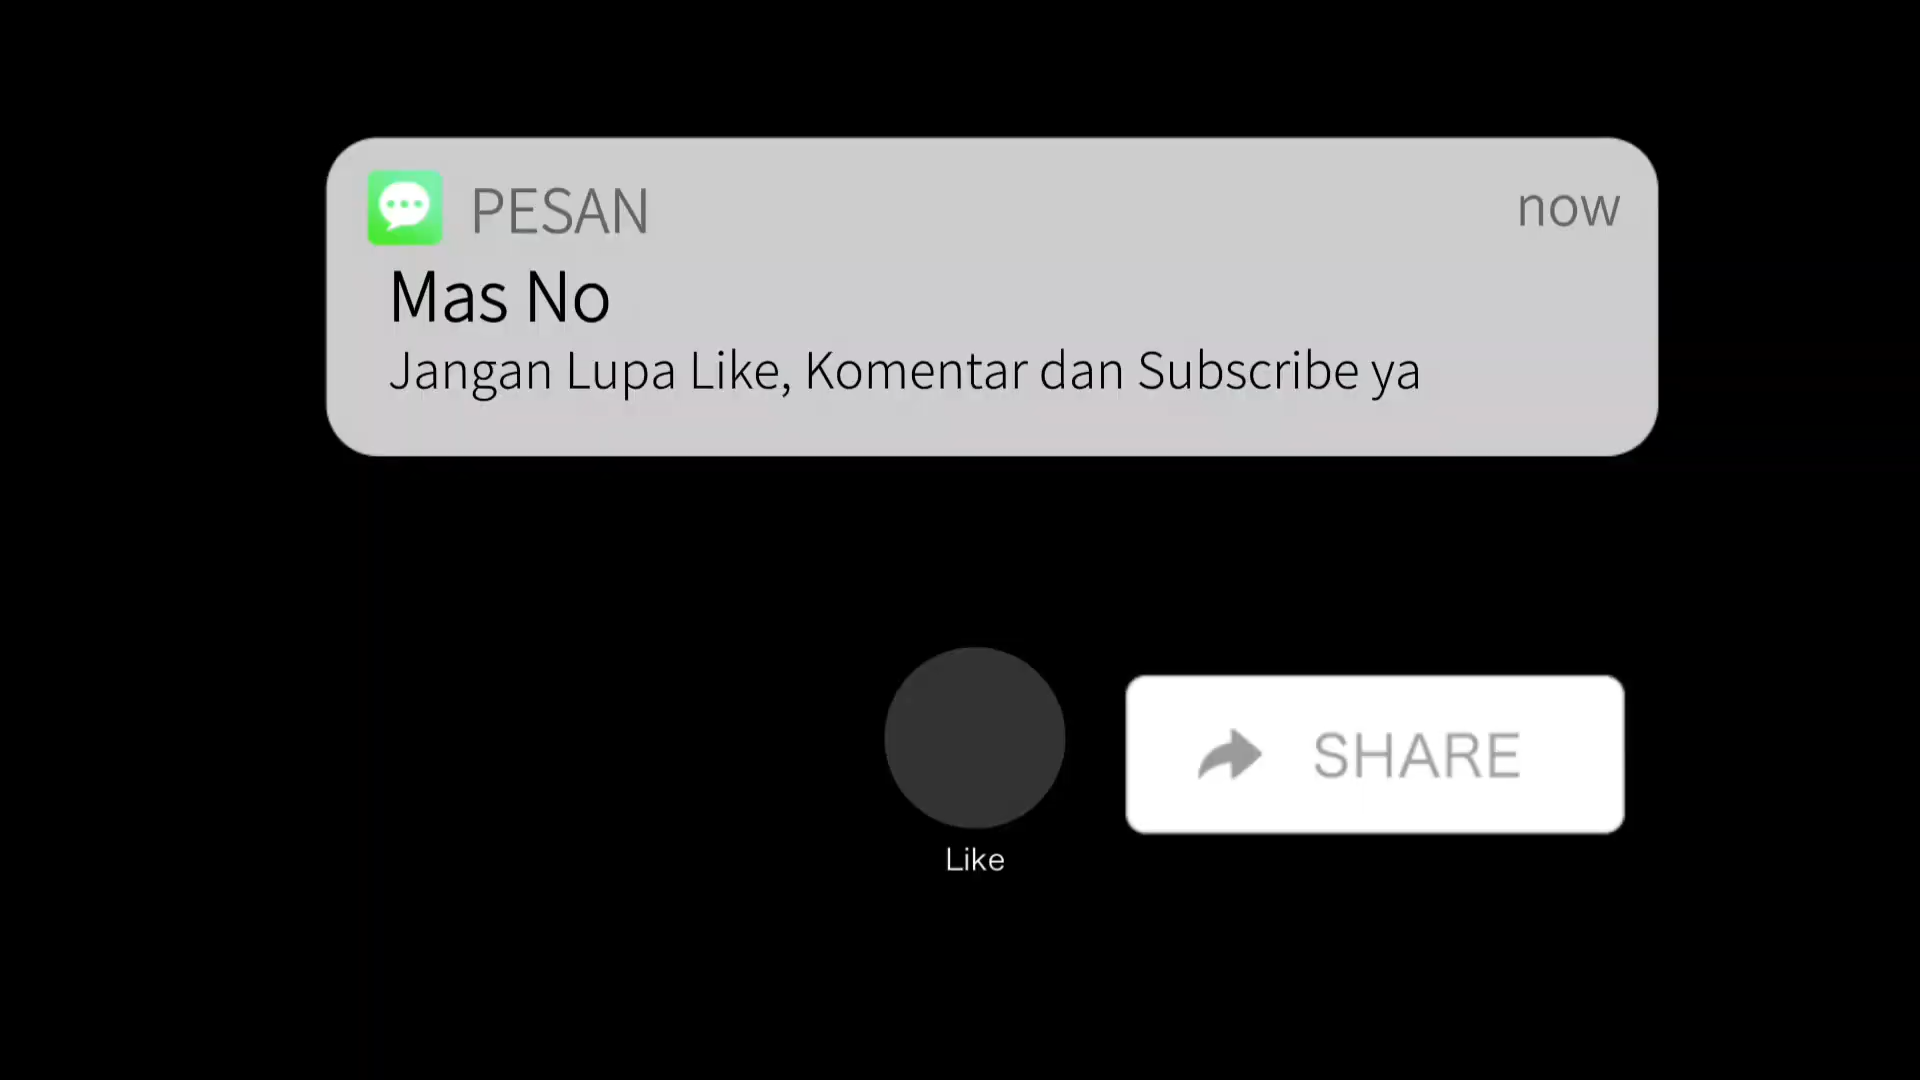 PESAN
now
Mas No
Jangan Lupa Like, Komentar dan Subscribe ya
Like
SHARE